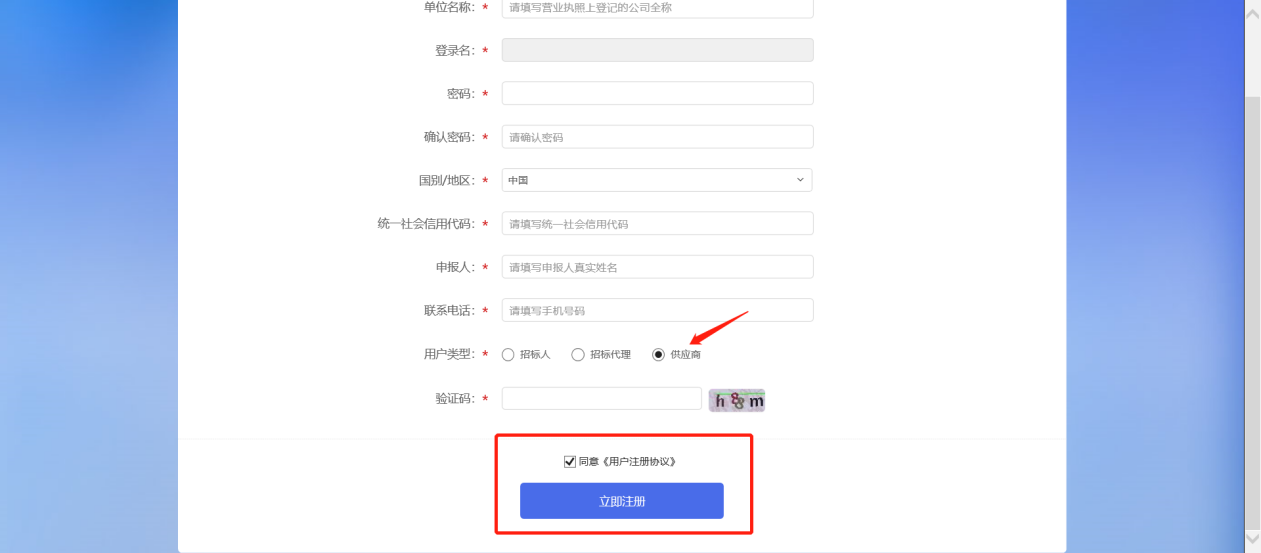 单位名称：* 请填写营业执照上登记的公司全称
登录名：*
密码：*
确认密码：* 请确认密码
国别/地区：* 中国
统一社会信用代码：* 请填写统一社会信用代码
申报人：* 请填写申报人真实姓名
联系电话：* 请填写手机号码
用户类型：* 招标人 招标代理 供应商
验证码：* h88m
同意《用户注册协议》
立即注册